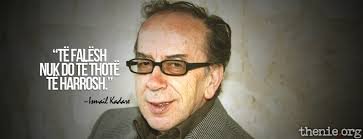 “TË FALËSH
NUK DO TË THOTË
TË HARROSH.”
–Ismail Kadare
thenie.org